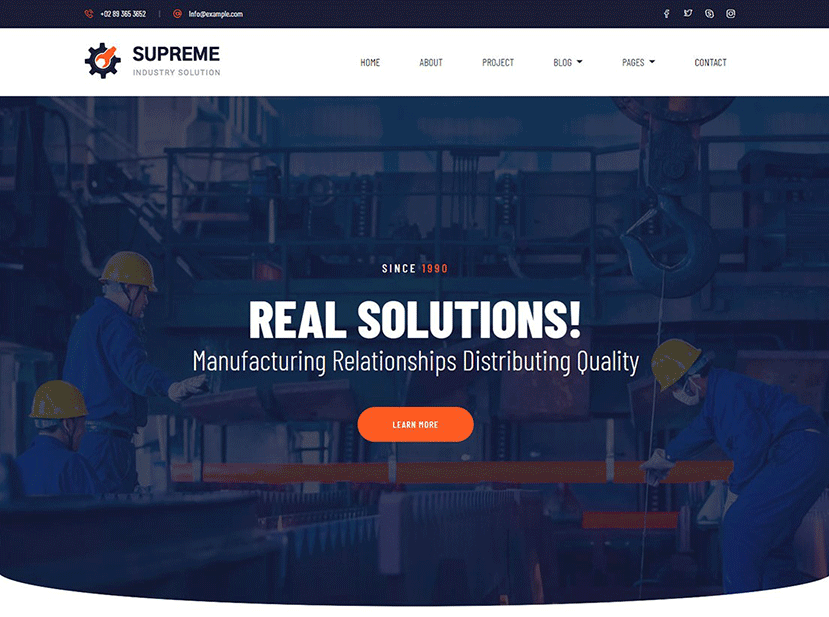 +02 89 365 3652 | Info@example.com
SUPREME
INDUSTRY SOLUTION
HOME ABOUT PROJECT BLOG PAGES CONTACT
SINCE 1990
REAL SOLUTIONS!
Manufacturing Relationships Distributing Quality
LEARN MORE